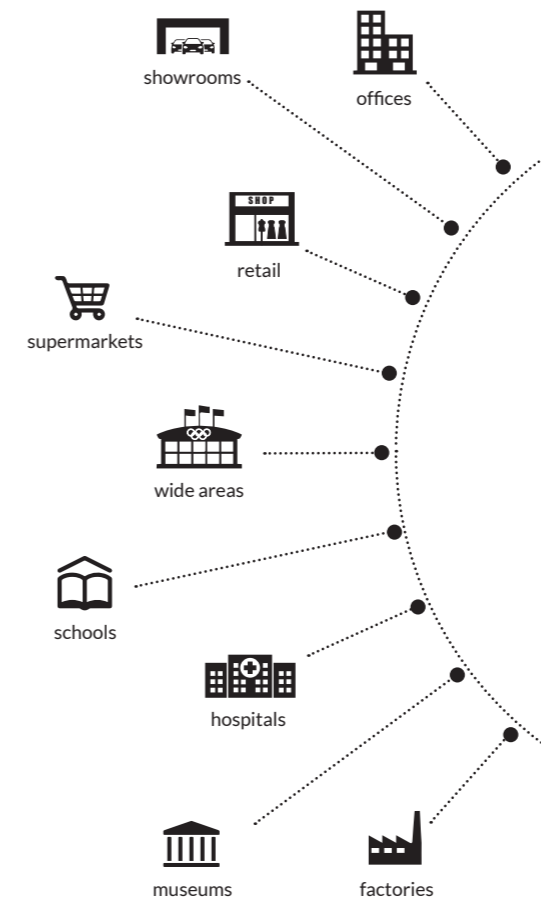 showrooms
offices
SHOP
retail
supermarkets
wide areas
schools
hospitals
museums
factories